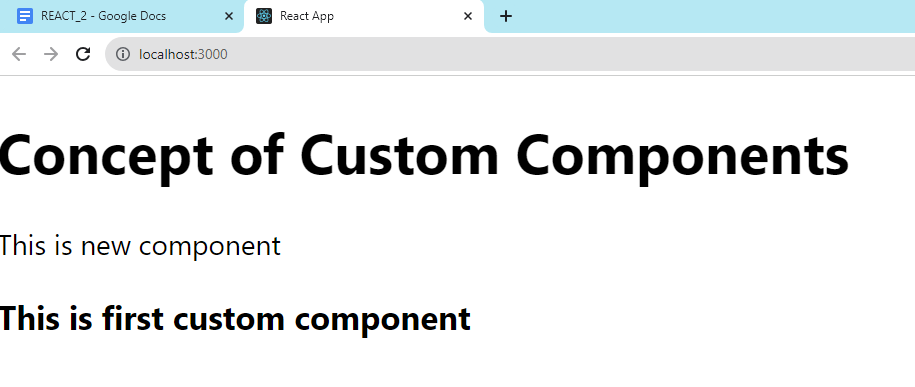 REACT_2 - Google Docs
React App
localhost:3000
Concept of Custom Components
This is new component
This is first custom component